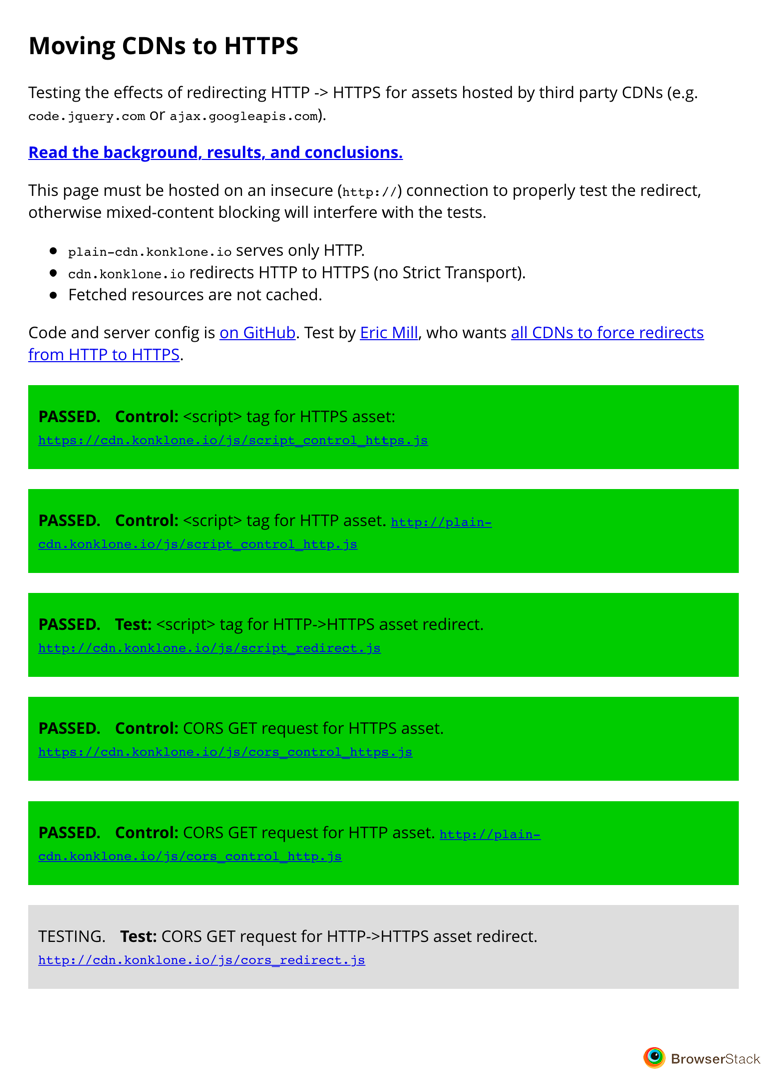 Moving CDNs to HTTPS
Testing the effects of redirecting HTTP -> HTTPS for assets hosted by third party CDNs (e.g.
code.jquery.com or ajax.googleapis.com).
Read the background, results, and conclusions.
This page must be hosted on an insecure (http://) connection to properly test the redirect,
otherwise mixed-content blocking will interfere with the tests.
● plain-cdn.konklone.io serves only HTTP.
● cdn.konklone.io redirects HTTP to HTTPS (no Strict Transport).
● Fetched resources are not cached.
Code and server config is on GitHub. Test by Eric Mill, who wants all CDNs to force redirects
from HTTP to HTTPS.
PASSED. Control: <script> tag for HTTPS asset:
https://cdn.konklone.io/js/script_control_https.js
PASSED. Control: <script> tag for HTTP asset. http://plain-
cdn.konklone.io/js/script_control_http.js
PASSED. Test: <script> tag for HTTP->HTTPS asset redirect.
http://cdn.konklone.io/js/script_redirect.js
PASSED. Control: CORS GET request for HTTPS asset.
https://cdn.konklone.io/js/cors_control_https.js
PASSED. Control: CORS GET request for HTTP asset. http://plain-
cdn.konklone.io/js/cors_control_http.js
TESTING. Test: CORS GET request for HTTP->HTTPS asset redirect.
http://cdn.konklone.io/js/cors_redirect.js
BrowserStack